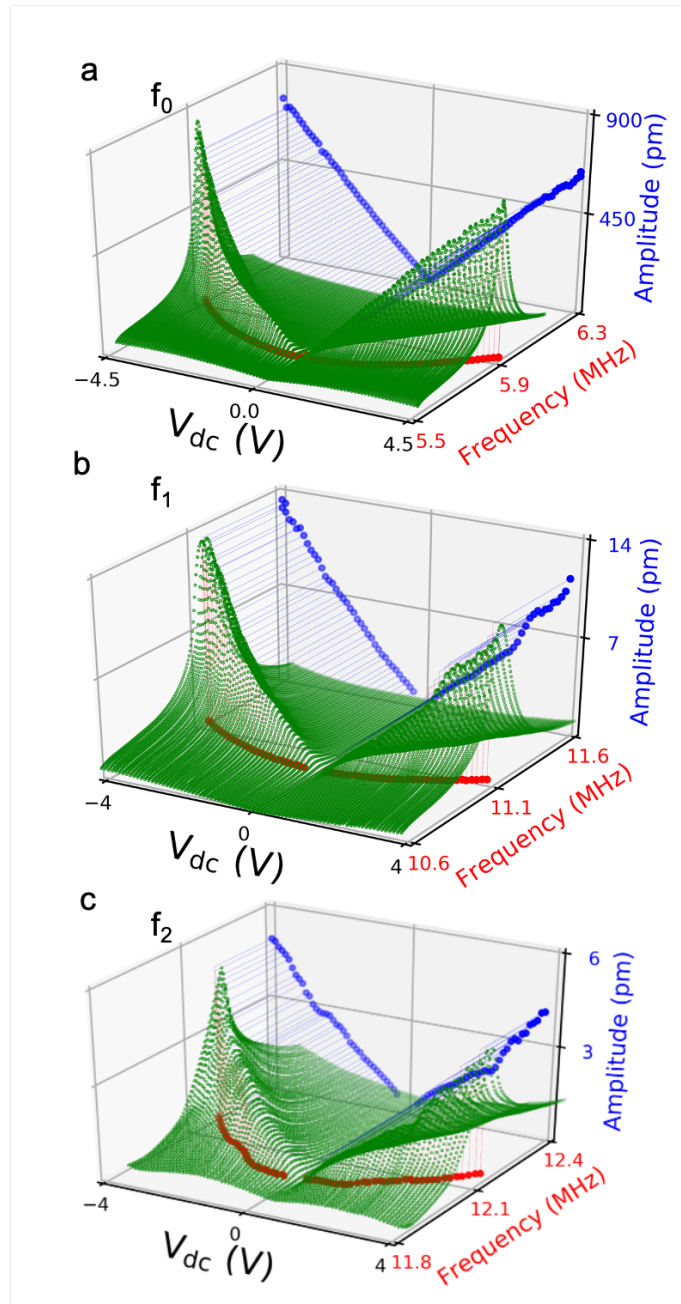 a
f0
900
450
Amplitude (pm)
6.3
5.9
5.5
Frequency (MHz)
−4.5
0.0
4.5
Vdc (V)
b
f1
14
7
Amplitude (pm)
11.6
11.1
10.6
Frequency (MHz)
−4
0
4
Vdc (V)
c
f2
6
3
Amplitude (pm)
12.4
12.1
11.8
Frequency (MHz)
−4
0
4
Vdc (V)